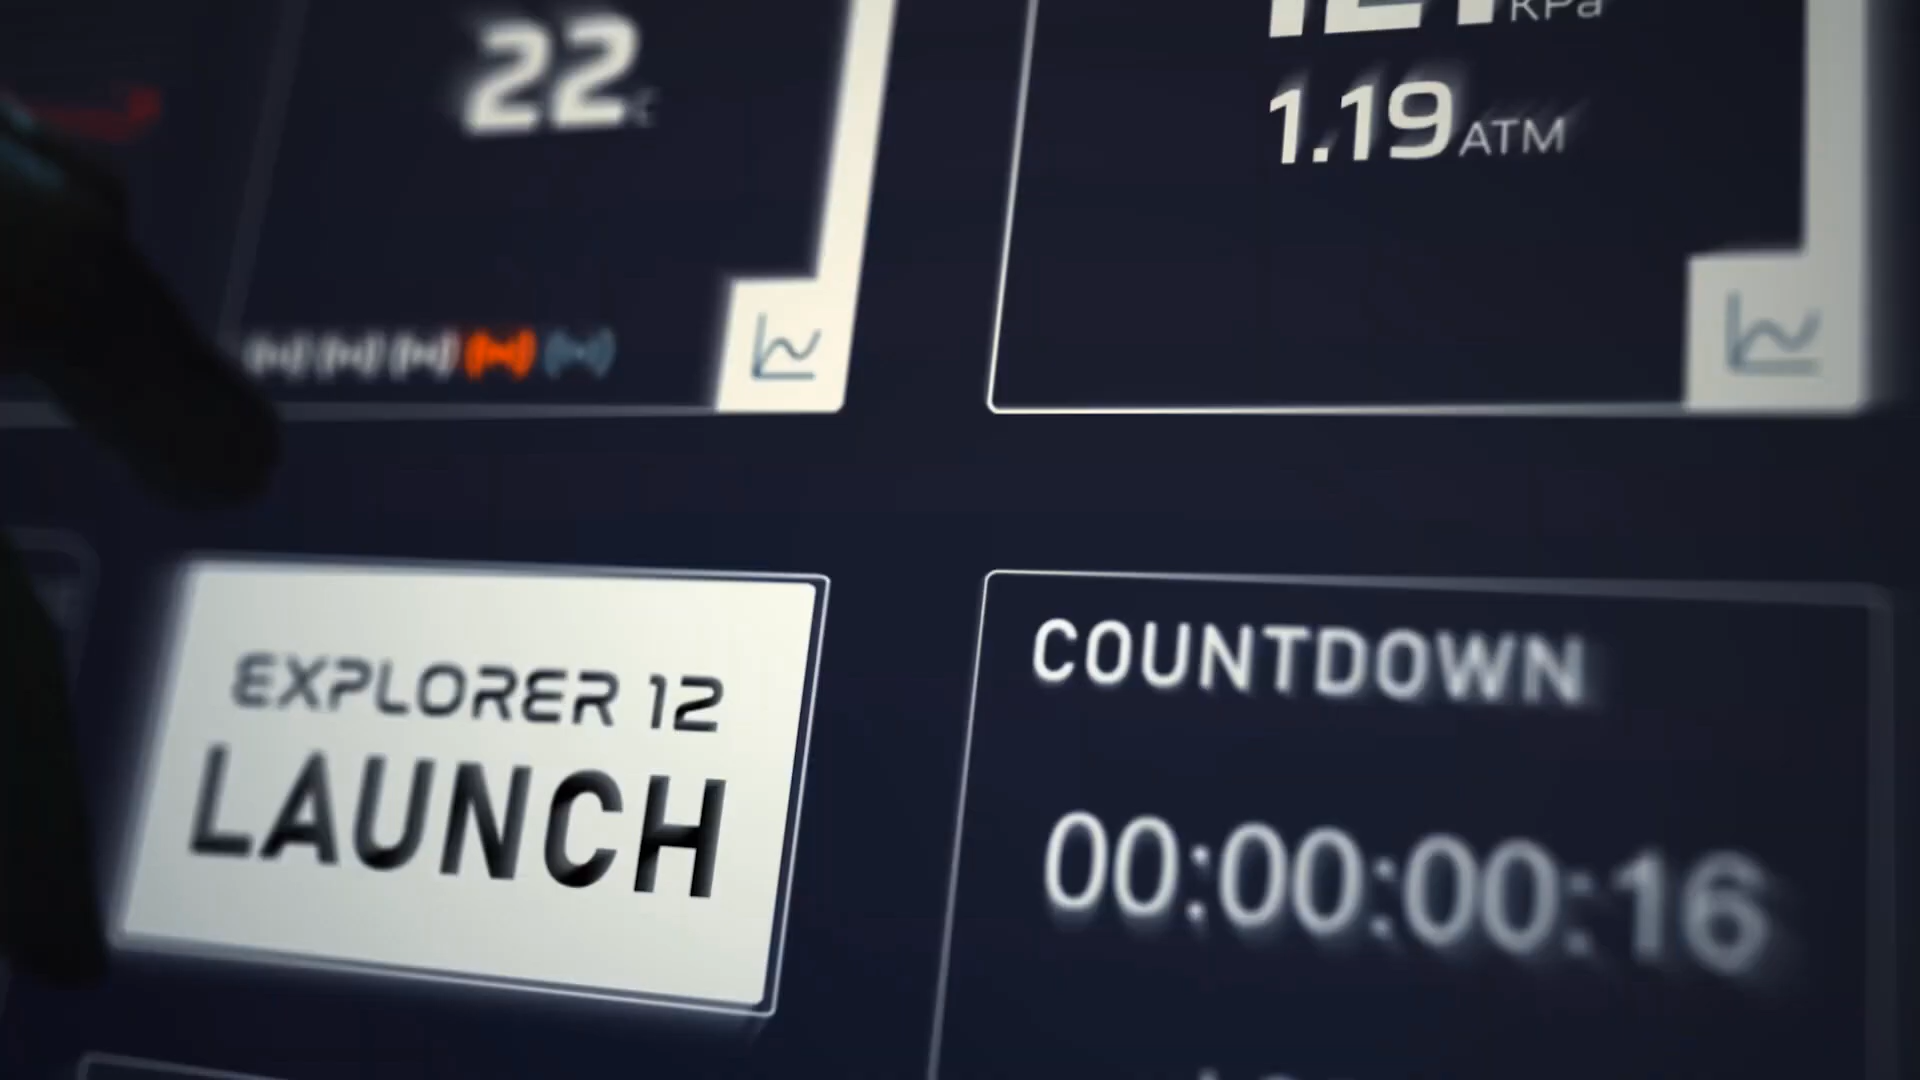 22
KPa
1.19 ATM
EXPLORER 12
LAUNCH
COUNTDOWN
00:00:00:16